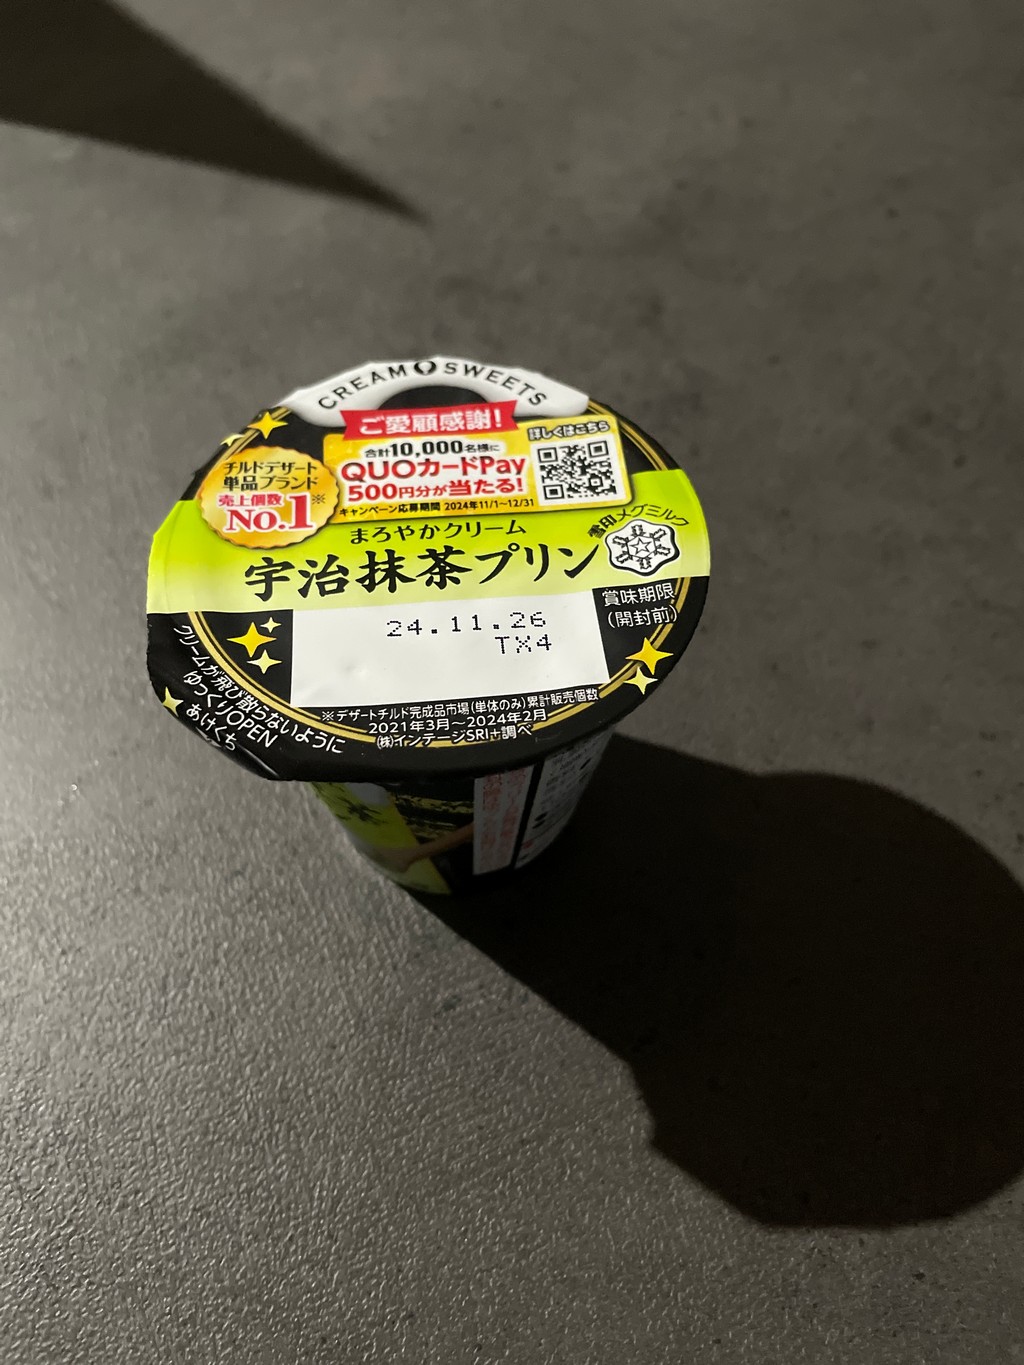 CREAM SWEETS
ご愛顧感謝!
合計10,000名様に
QUOカードPay
500円分が当たる!
キャンペーン応募期間 2024年11/1~12/31
詳しくはこちら
チルドデザート
単品ブランド
売上個数
No.1※
まろやかクリーム
宇治抹茶プリン
雪印メグミルク
賞味期限
(開封前)
24.11.26
TX4
※デザートチルド完成品市場(単体のみ)累計販売個数
2021年3月~2024年2月
㈱インテージSRI+調べ
クリームが飛び散らないように
ゆっくりOPEN
あけくち